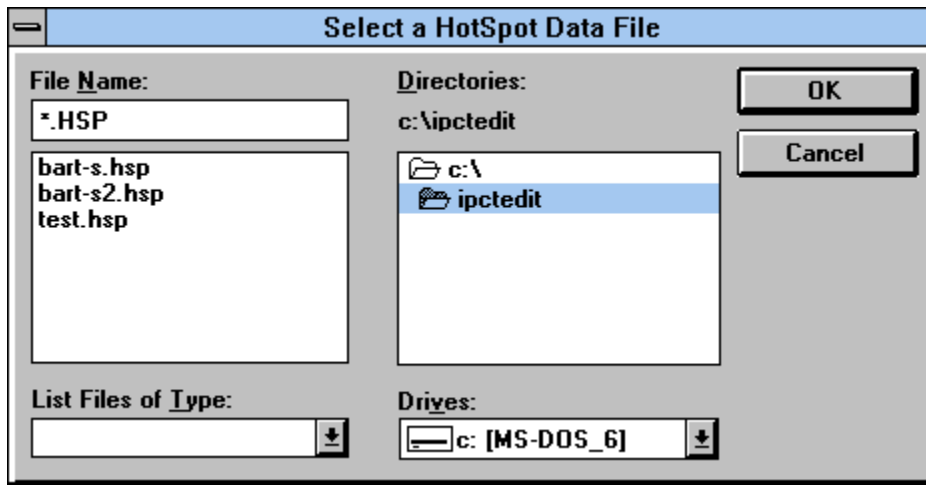 Select a HotSpot Data File
File Name:
*.HSP
bart-s.hsp
bart-s2.hsp
test.hsp
List Files of Type:
Directories:
c:\ipctedit
c:\
ipctedit
Drives:
c: [MS-DOS_6]
OK
Cancel